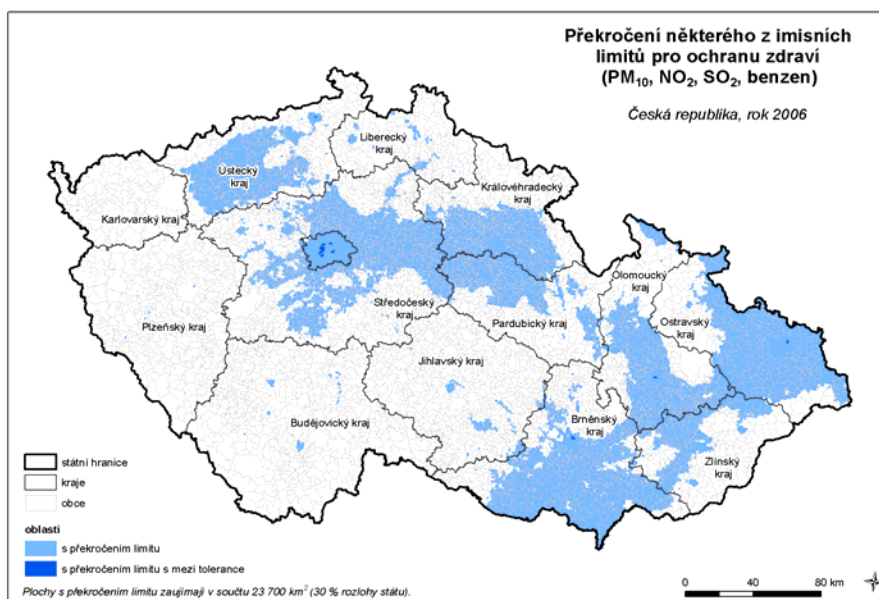 Překročení některého z imisních
limitů pro ochranu zdraví
(PM₁₀, NO₂, SO₂, benzen)
Česká republika, rok 2006
Liberecký
kraj
Ústecký
kraj
Královéhradecký
kraj
Karlovarský kraj
Olomoucký
kraj
Středočeský
kraj
Ostravský
kraj
Plzeňský kraj
Pardubický kraj
Jihlavský kraj
Brněnský
kraj
Budějovický kraj
Zlínský
kraj
státní hranice
kraje
obce
oblasti
s překročením limitu
s překročením limitu s mezi tolerance
Plochy s překročením limitu zaujimají v součtu 23 700 km² (30 % rozlohy státu).
0 40 80 km